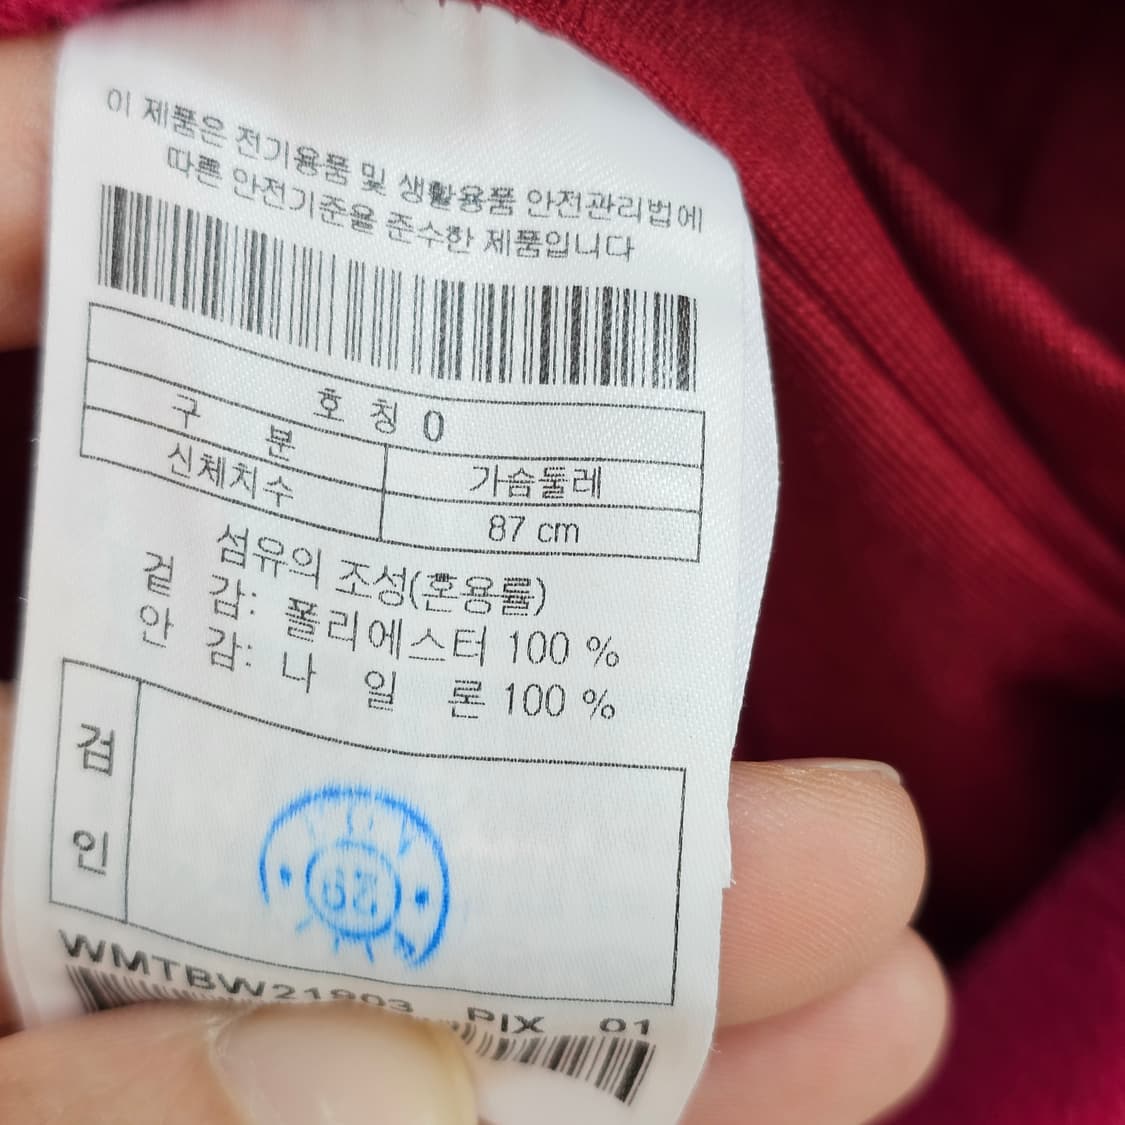 이 제품은 전기용품 및 생활용품 안전관리법에
따른 안전기준을 준수한 제품입니다
호 칭 0
구 분 가슴둘레
신체치수 87 cm
섬유의 조성(혼용률)
겉 감: 폴리에스터 100 %
안 감: 나 일 론 100 %
검
인
WMTBW21903 PIX 01